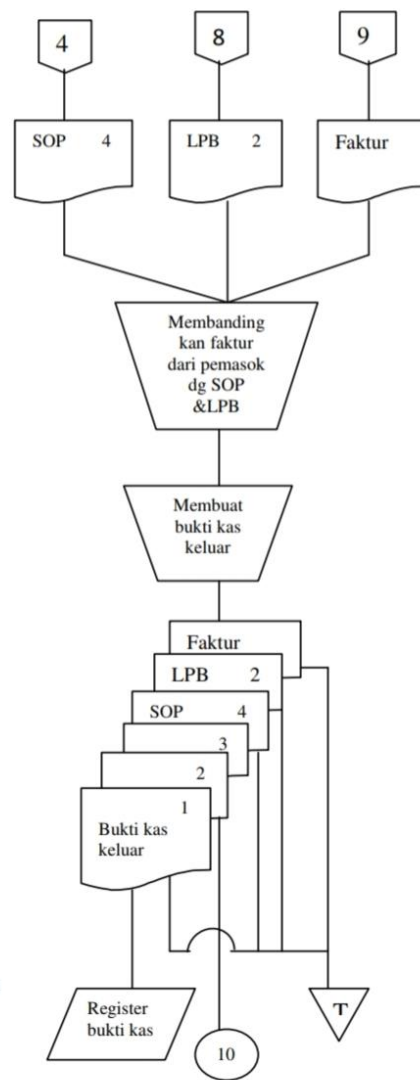 4
8
9
SOP 4
LPB 2
Faktur
Membanding
kan faktur
dari pemasok
dg SOP
&LPB
Membuat
bukti kas
keluar
Faktur
LPB 2
SOP 4
3
2
1
Bukti kas
keluar
Register
bukti kas
10
T